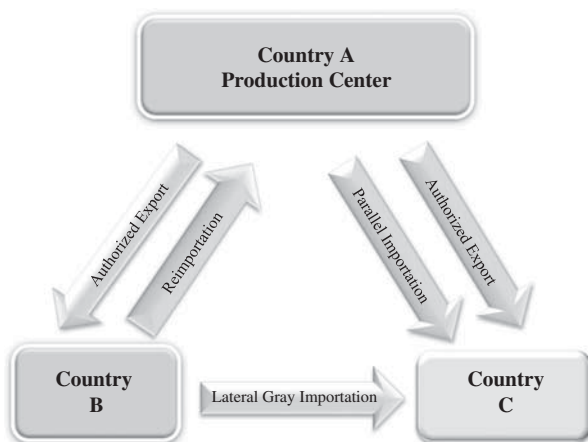 Country A
Production Center
Authorized Export
Reimportation
Parallel Importation
Authorized Export
Country
B
Lateral Gray Importation
Country
C